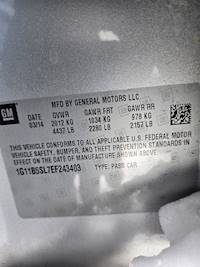 GM
MFD BY GENERAL MOTORS LLC
DATE GVWR GAWR FRT GAWR RR
03/14 2012 KG 1034 KG 978 KG
4437 LB 2280 LB 2157 LB
THIS VEHICLE CONFORMS TO ALL APPLICABLE U.S. FEDERAL MOTOR
VEHICLE SAFETY, BUMPER, AND THEFT PREVENTION STANDARDS IN
EFFECT ON THE DATE OF MANUFACTURE SHOWN ABOVE.
1G11B5SL7EF243403 TYPE: PASS CAR